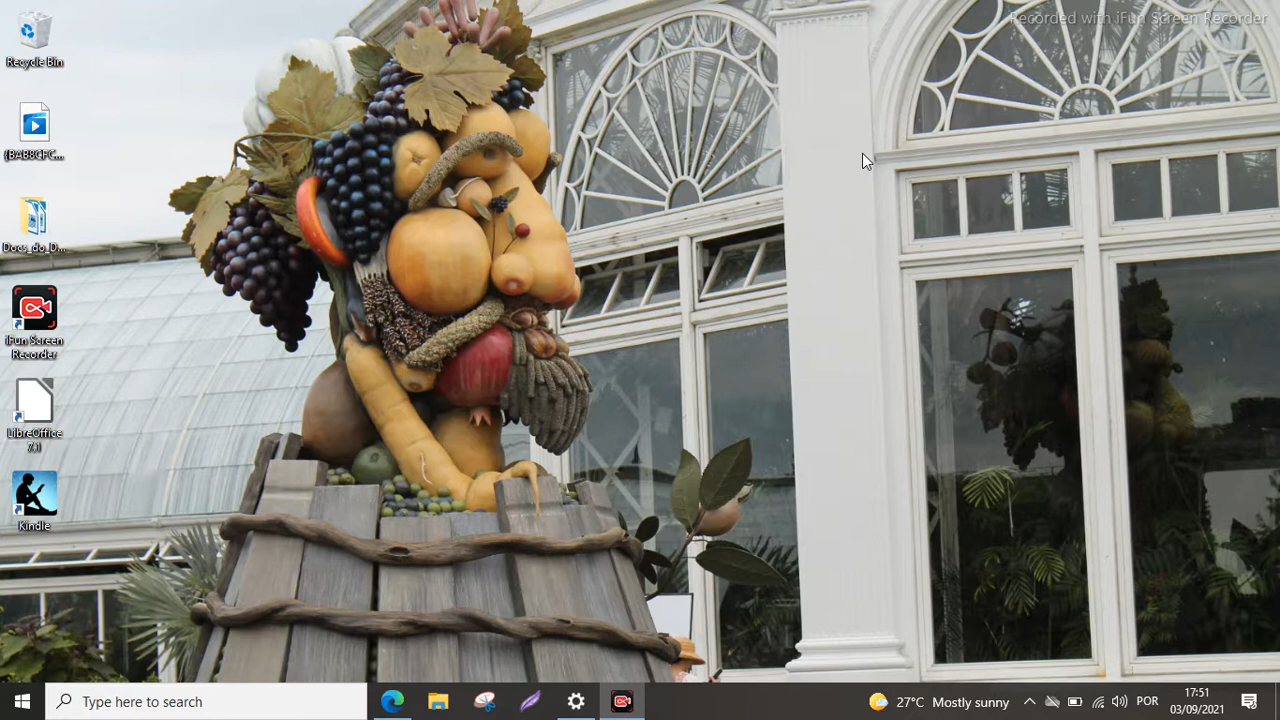 Recorded with iFun Screen Recorder
Recycle Bin
{BAB8CFC...
Docs_do_D...
iFun Screen
Recorder
LibreOffice
7.1
Kindle
Type here to search
27°C Mostly sunny
POR
17:51
03/09/2021